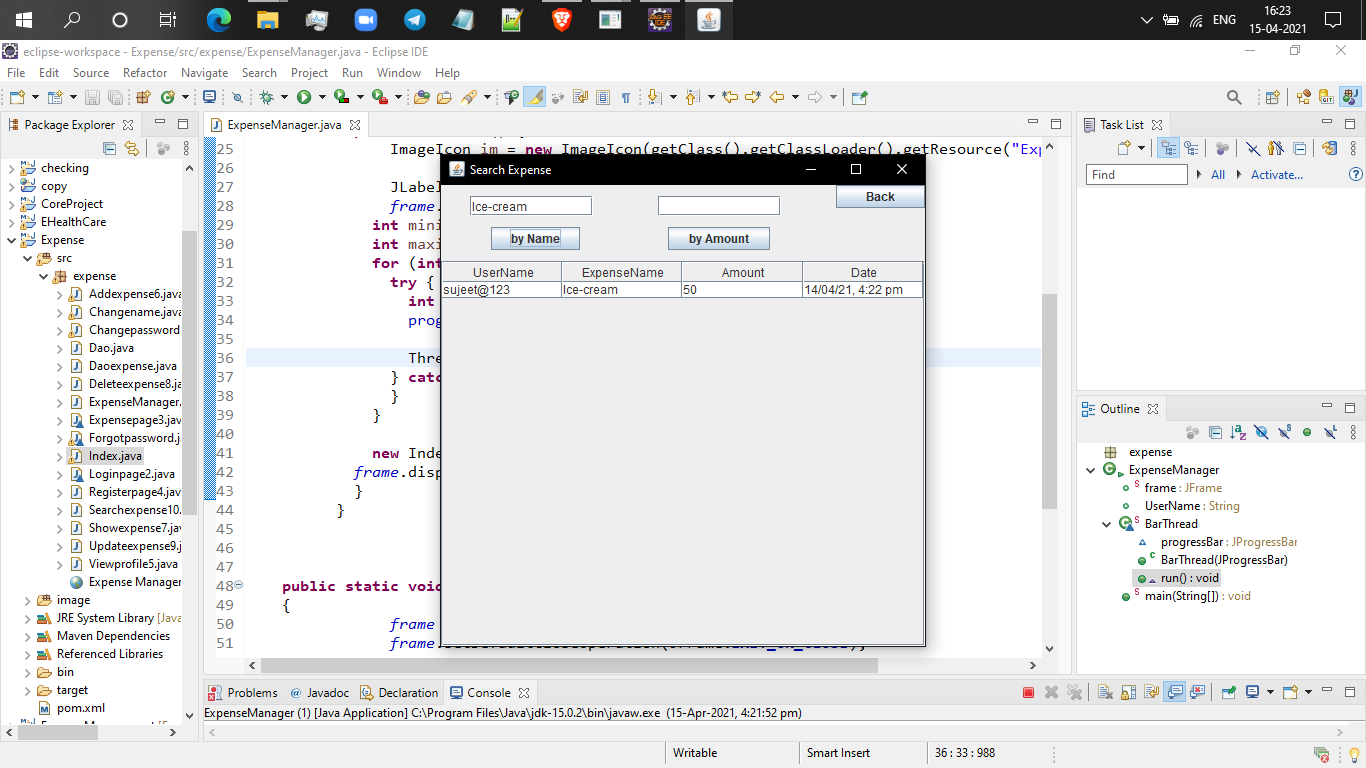 ENG
16:23
15-04-2021
eclipse-workspace - Expense/src/expense/ExpenseManager.java - Eclipse IDE
File Edit Source Refactor Navigate Search Project Run Window Help
Package Explorer
checking
copy
CoreProject
EHealthCare
Expense
src
expense
Addexpense6.java
Changename.java
Changepassword
Dao.java
Daoexpense.java
Deleteexpense8.j
ExpenseManager.
Expensepage3.jav
Forgotpassword.j
Index.java
Loginpage2.java
Registerpage4.jav
Searchexpense10.
Showexpense7.jav
Updateexpense9.j
Viewprofile5.java
Expense Manager
image
JRE System Library [Java
Maven Dependencies
Referenced Libraries
bin
target
pom.xml
ExpenseManager.java
25 ImageIcon im = new ImageIcon(getClass().getClassLoader().getResource("Exp
26
27 JLabel
28 frame.
29 int mini
30 int maxi
31 for (int
32 try {
33 int
34 prog
35
36 Thre
37 } catc
38 }
39 }
40
41 new Inde
42 frame.disp
43 }
44 }
45
46
47
48 public static void
49 {
50 frame
51
Search Expense
Back
Ice-cream
by Name by Amount
UserName ExpenseName Amount Date
sujeet@123 Ice-cream 50 14/04/21, 4:22 pm
Task List
Find All Activate...
Outline
expense
ExpenseManager
frame : JFrame
UserName : String
BarThread
progressBar : JProgressBar
BarThread(JProgressBar)
run() : void
main(String[]) : void
Problems Javadoc Declaration Console
ExpenseManager (1) [Java Application] C:\Program Files\Java\jdk-15.0.2\bin\javaw.exe (15-Apr-2021, 4:21:52 pm)
Writable Smart Insert 36 : 33 : 988